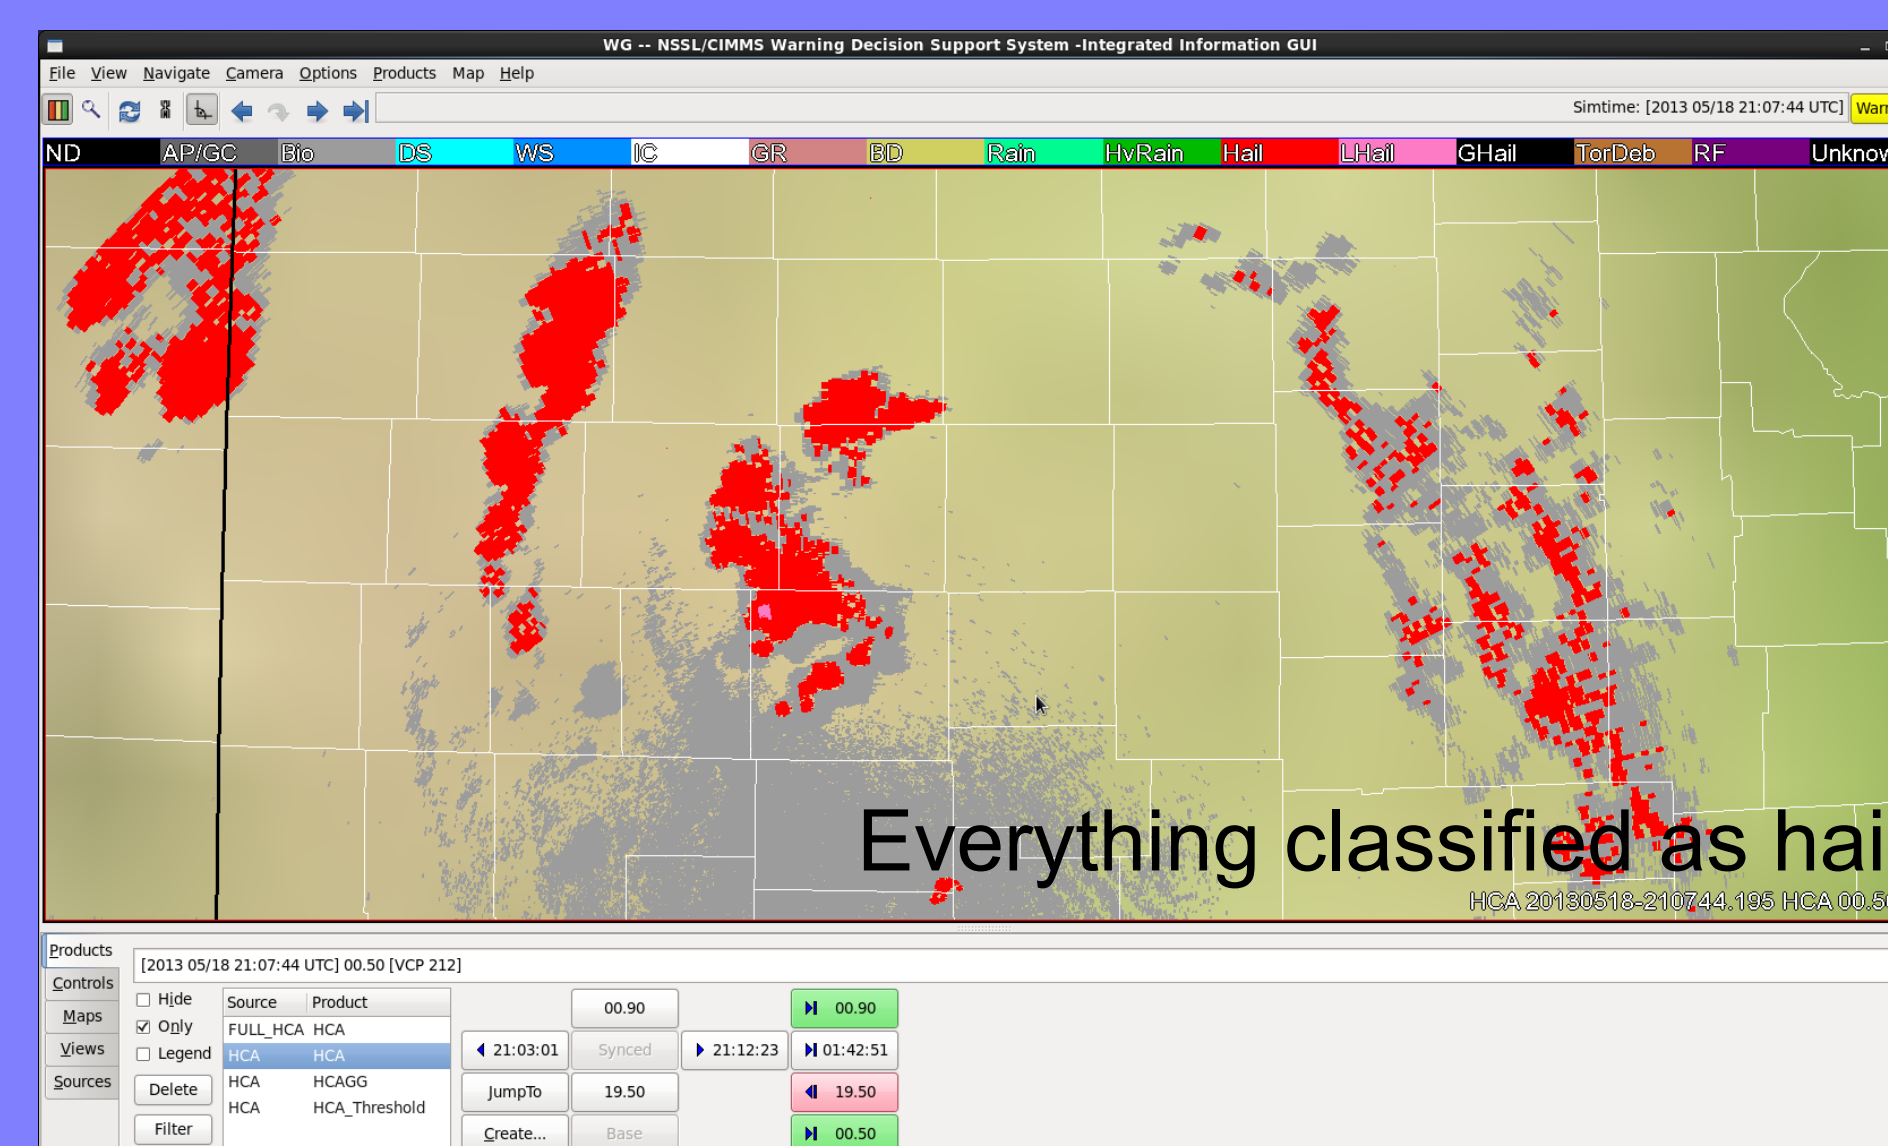 WG -- NSSL/CIMMS Warning Decision Support System -Integrated Information GUI
File View Navigate Camera Options Products Map Help
Simtime: [2013 05/18 21:07:44 UTC] Warn
ND AP/GC Bio DS WS IC GR BD Rain HvRain Hail LHail GHail TorDeb RF Unknow
Everything classified as hai
HCA 20130518-210744.195 HCA 00.50
Products
[2013 05/18 21:07:44 UTC] 00.50 [VCP 212]
Controls
Maps
Views
Sources
Hide
Only
Legend
Delete
Filter
Source Product
FULL_HCA HCA
HCA HCA
HCA HCAGG
HCA HCA_Threshold
00.90 00.90
21:03:01 Synced 21:12:23 01:42:51
JumpTo 19.50 19.50
Create... Base 00.50